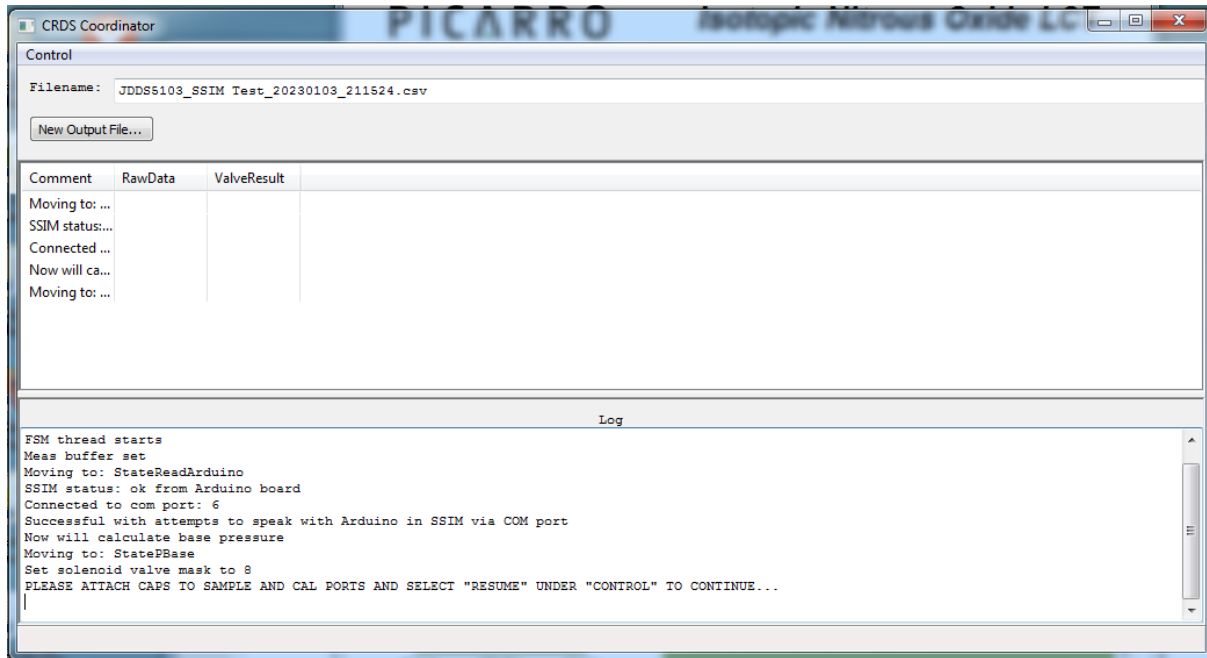 PICARRO Isotopic Nitrous Oxide
CRDS Coordinator
Control
Filename: JDDS5103_SSIM Test_20230103_211524.csv
New Output File...
Comment RawData ValveResult
Moving to: ...
SSIM status:...
Connected ...
Now will ca...
Moving to: ...
Log
FSM thread starts
Meas buffer set
Moving to: StateReadArduino
SSIM status: ok from Arduino board
Connected to com port: 6
Successful with attempts to speak with Arduino in SSIM via COM port
Now will calculate base pressure
Moving to: StatePBase
Set solenoid valve mask to 8
PLEASE ATTACH CAPS TO SAMPLE AND CAL PORTS AND SELECT "RESUME" UNDER "CONTROL" TO CONTINUE...